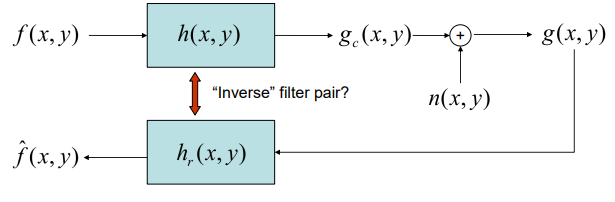 f(x, y) h(x, y) g_c(x, y) + g(x, y)
“Inverse” filter pair?
n(x, y)
f̂(x, y) h_r(x, y)